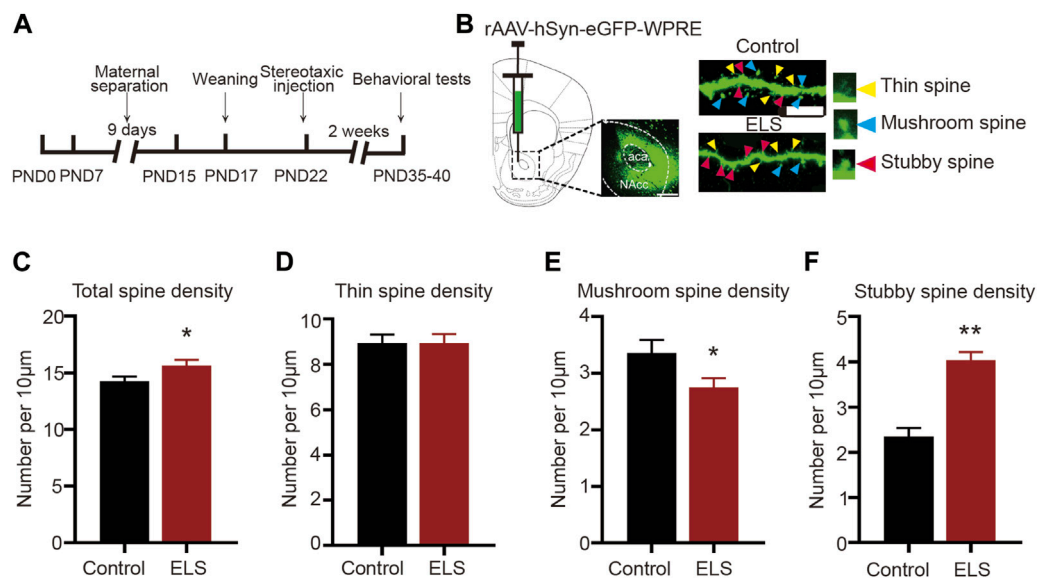 A
Maternal
separation
Weaning
Stereotaxic
injection
Behavioral tests
9 days
2 weeks
PND0
PND7
PND15
PND17
PND22
PND35-40
B
rAAV-hSyn-eGFP-WPRE
aca
NAcc
Control
ELS
Thin spine
Mushroom spine
Stubby spine
C
Total spine density
Number per 10μm
20
15
10
5
0
*
Control
ELS
D
Thin spine density
Number per 10μm
10
8
6
4
2
0
Control
ELS
E
Mushroom spine density
Number per 10μm
4
3
2
1
0
*
Control
ELS
F
Stubby spine density
Number per 10μm
5
4
3
2
1
0
**
Control
ELS